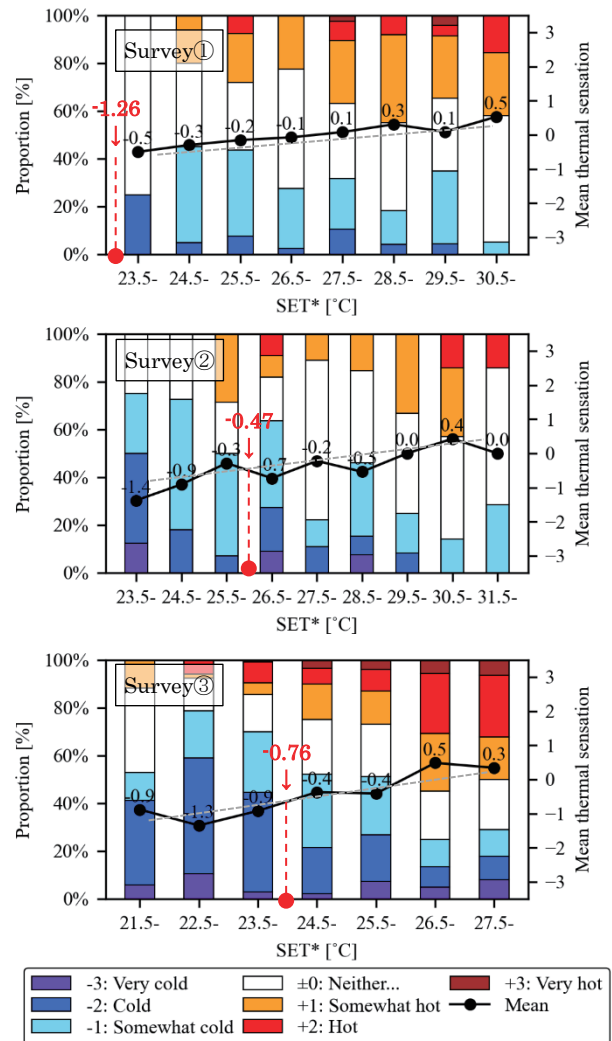 Survey①
100%
80%
60%
40%
20%
0%
Proportion [%]
-1.26
-0.5
-0.3
-0.2
-0.1
0.1
0.3
0.1
0.5
3
2
1
0
−1
−2
−3
Mean thermal sensation
23.5- 24.5- 25.5- 26.5- 27.5- 28.5- 29.5- 30.5-
SET* [˚C]
Survey②
100%
80%
60%
40%
20%
0%
Proportion [%]
-0.47
-1.4
-0.9
-0.3
-0.7
-0.2
-0.5
0.0
0.4
0.0
3
2
1
0
−1
−2
−3
Mean thermal sensation
23.5- 24.5- 25.5- 26.5- 27.5- 28.5- 29.5- 30.5- 31.5-
SET* [˚C]
Survey③
100%
80%
60%
40%
20%
0%
Proportion [%]
-0.76
-0.9
-1.3
-0.9
-0.4
-0.4
0.5
0.3
3
2
1
0
−1
−2
−3
Mean thermal sensation
21.5- 22.5- 23.5- 24.5- 25.5- 26.5- 27.5-
SET* [˚C]
-3: Very cold
-2: Cold
-1: Somewhat cold
±0: Neither...
+1: Somewhat hot
+2: Hot
+3: Very hot
Mean